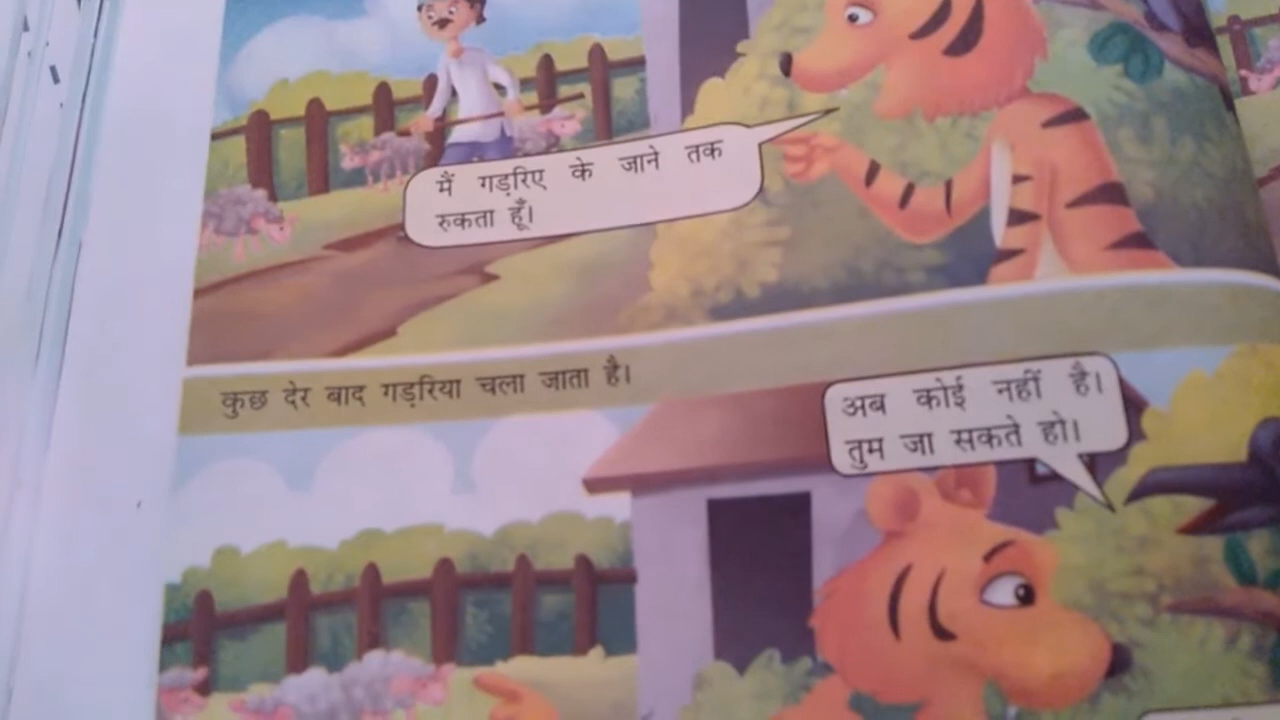 मैं गड़रिए के जाने तक
रुकता हूँ।
कुछ देर बाद गड़रिया चला जाता है।
अब कोई नहीं है।
तुम जा सकते हो।